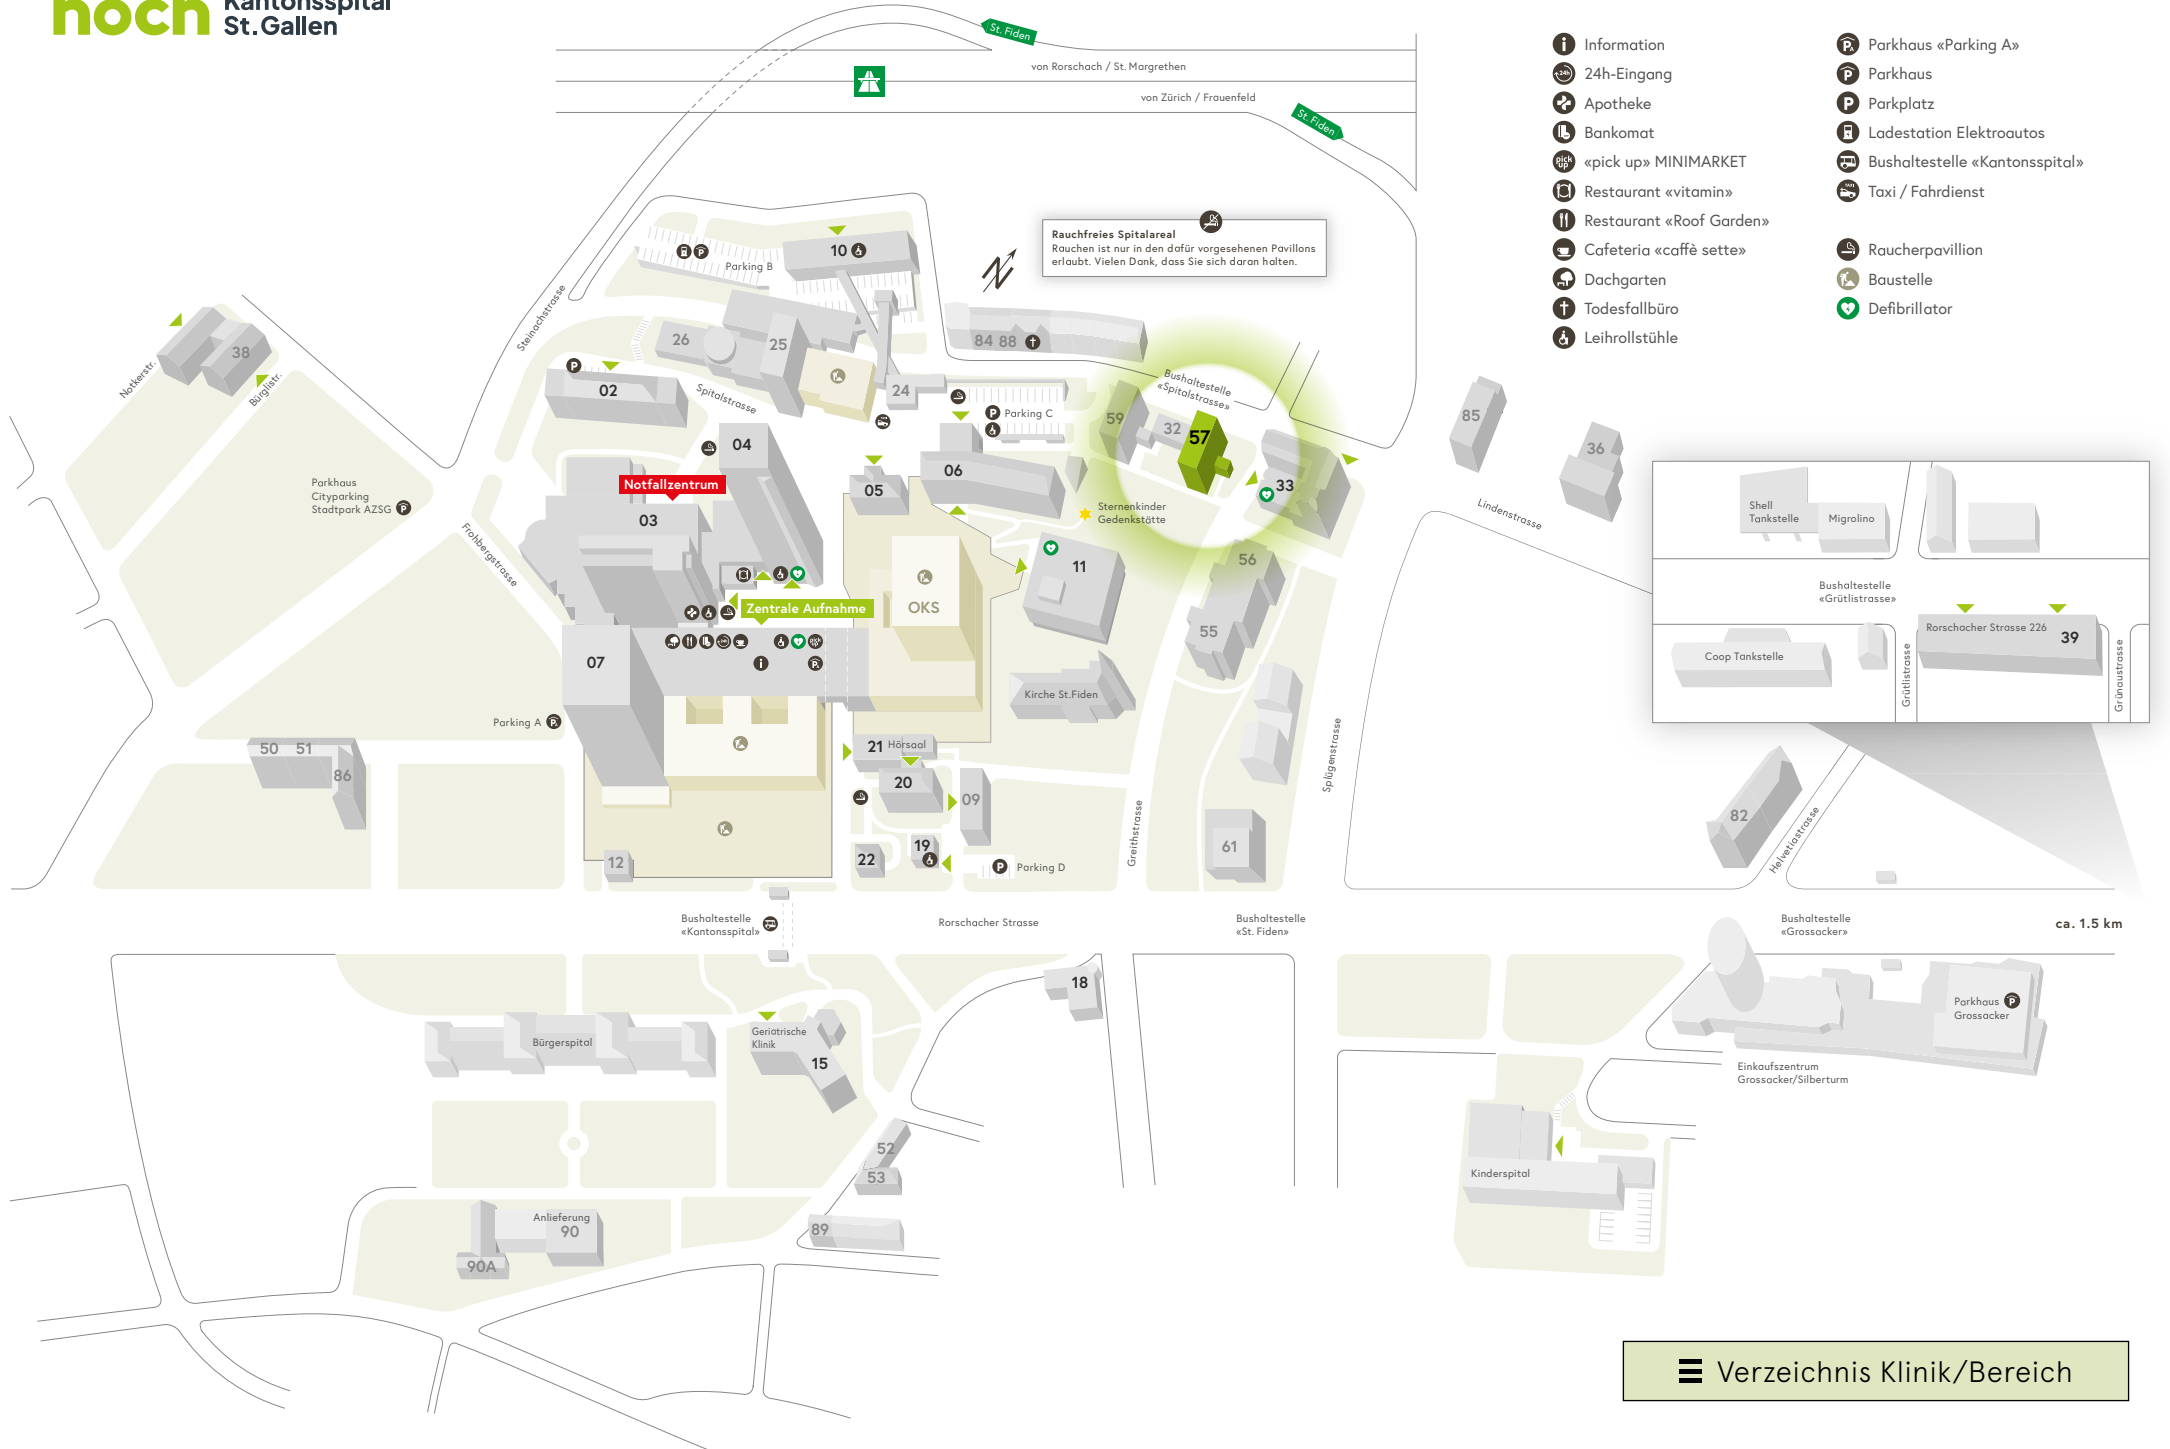 hoch Kantonsspital
St.Gallen
St. Fiden
von Rorschach / St. Margrethen
von Zürich / Frauenfeld
St. Fiden
Information
24h-Eingang
Apotheke
Bankomat
«pick up» MINIMARKET
Restaurant «vitamin»
Restaurant «Roof Garden»
Cafeteria «caffè sette»
Dachgarten
Todesfallbüro
Leihrollstühle
Parkhaus «Parking A»
Parkhaus
Parkplatz
Ladestation Elektroautos
Bushaltestelle «Kantonsspital»
Taxi / Fahrdienst
Raucherpavillion
Baustelle
Defibrillator
Rauchfreies Spitalareal
Rauchen ist nur in den dafür vorgesehenen Pavillons
erlaubt. Vielen Dank, dass Sie sich daran halten.
N
10
Parking B
Steinachstrasse
26
25
84 88
38
Notkerstr.
Bürglistr.
02
Spitalstrasse
24
Parking C
Bushaltestelle
«Spitalstrasse»
59
32
57
33
85
36
04
06
05
Notfallzentrum
03
Parkhaus
Cityparking
Stadtpark AZSG
Frohbergstrasse
Sternenkinder
Gedenkstätte
Lindenstrasse
11
56
55
OKS
Zentrale Aufnahme
07
Kirche St.Fiden
Parking A
Shell
Tankstelle
Migrolino
Bushaltestelle
«Grütlistrasse»
Rorschacher Strasse 226
39
Coop Tankstelle
Grütlistrasse
Grünaustrasse
50 51
86
21 Hörsaal
20
09
Splügenstrasse
Greithstrasse
82
Helvetiastrasse
61
12
22
19
Parking D
Bushaltestelle
«Kantonsspital»
Rorschacher Strasse
Bushaltestelle
«St. Fiden»
Bushaltestelle
«Grossacker»
ca. 1.5 km
18
Parkhaus
Grossacker
Bürgerspital
Geriatrische
Klinik
15
Einkaufszentrum
Grossacker/Silberturm
52
53
Kinderspital
89
Anlieferung
90
90A
Verzeichnis Klinik/Bereich